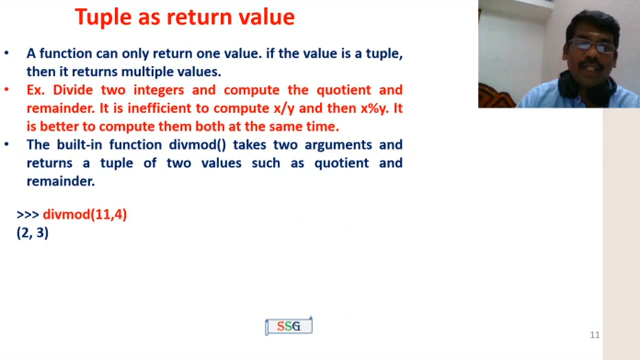 Tuple as return value
• A function can only return one value. if the value is a tuple,
then it returns multiple values.
• Ex. Divide two integers and compute the quotient and
remainder. It is inefficient to compute x/y and then x%y. It
is better to compute them both at the same time.
• The built-in function divmod() takes two arguments and
returns a tuple of two values such as quotient and
remainder.
>>> divmod(11,4)
(2, 3)
SSG
11